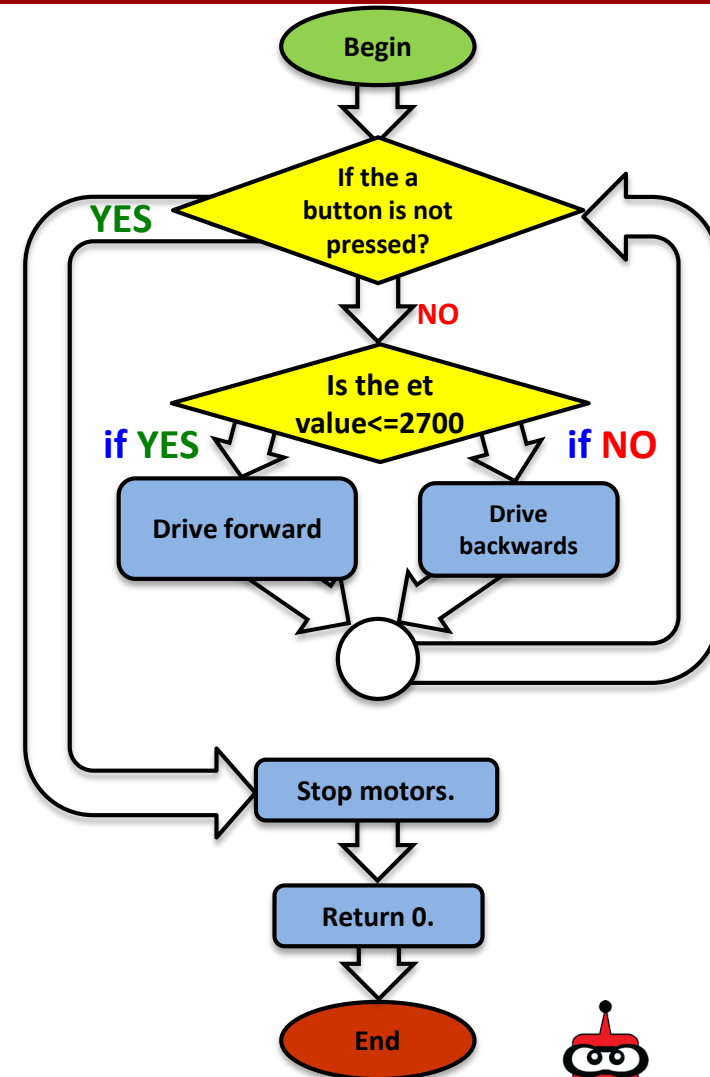 Begin
If the a
button is not
pressed?
YES
NO
Is the et
value<=2700
if YES
if NO
Drive forward
Drive
backwards
Stop motors.
Return 0.
End